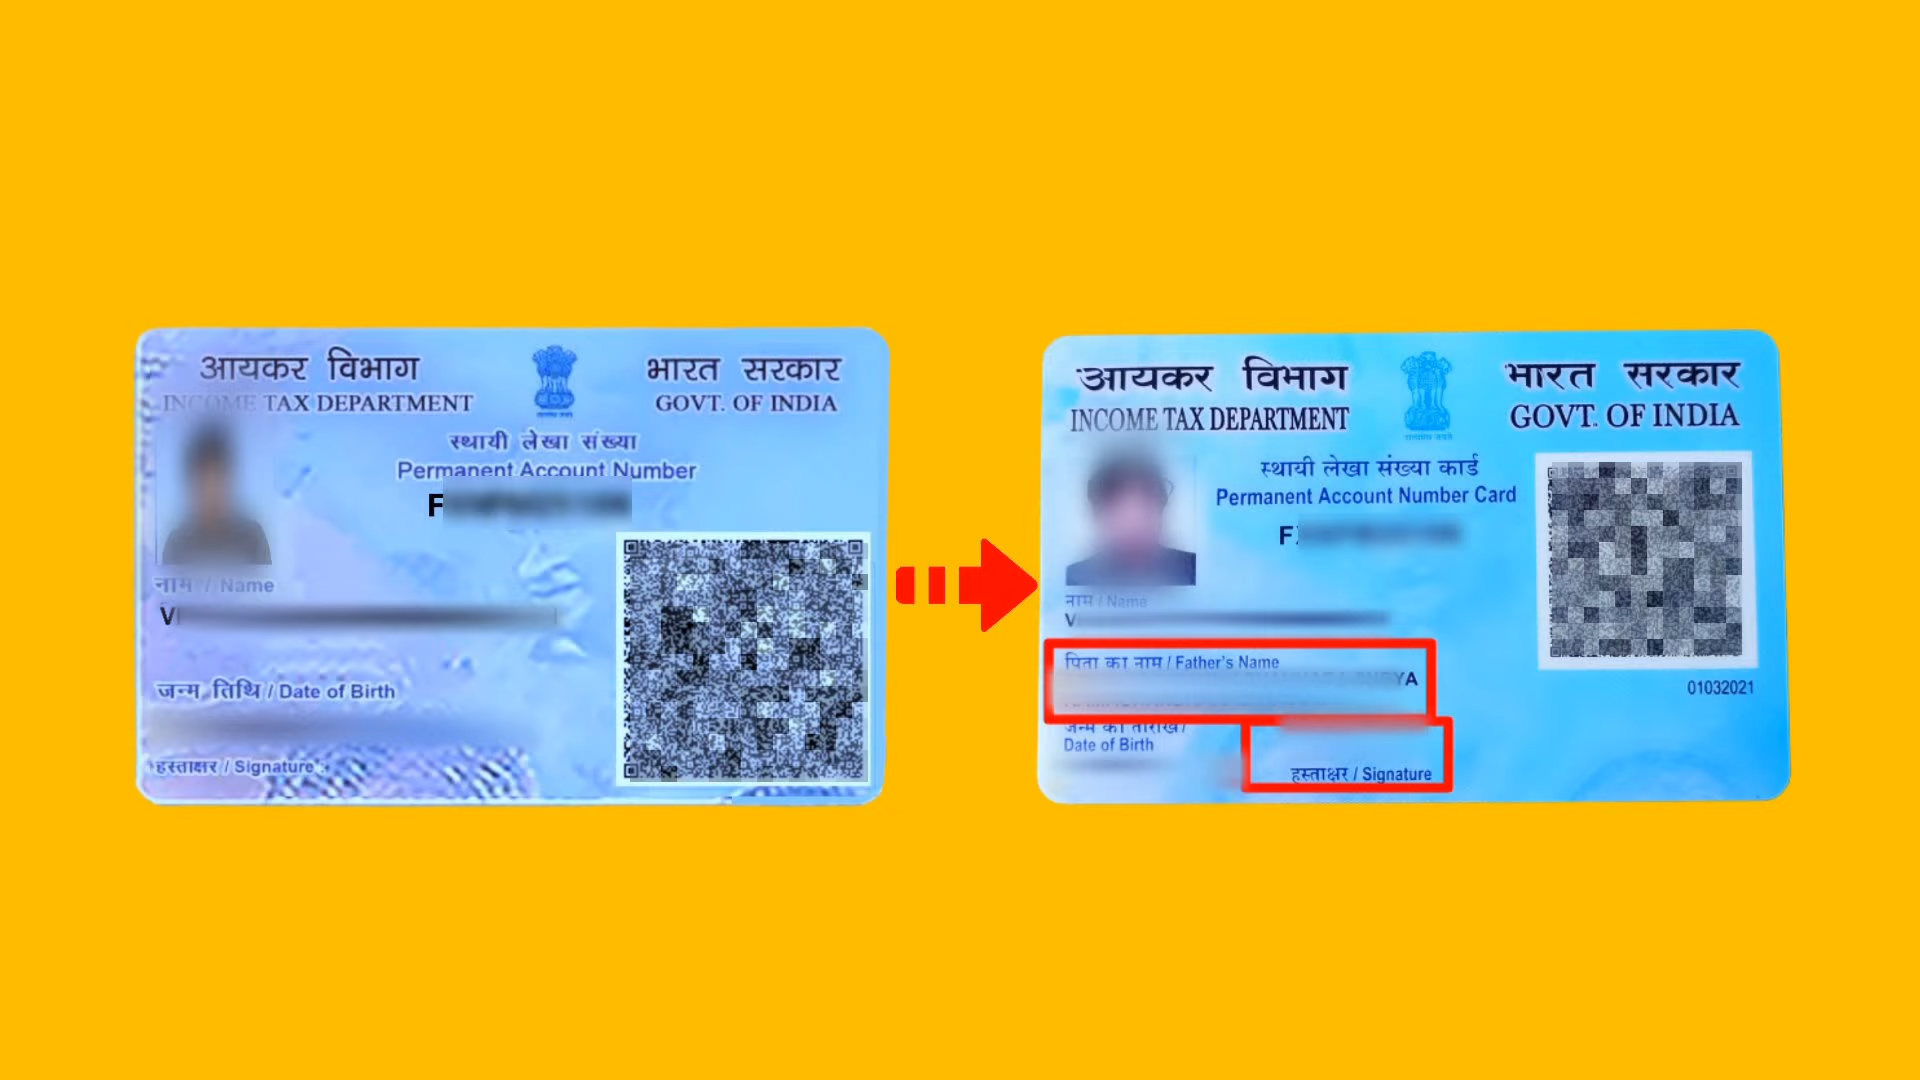 आयकर विभाग
INCOME TAX DEPARTMENT
भारत सरकार
GOVT. OF INDIA
स्थायी लेखा संख्या
Permanent Account Number
F
नाम / Name
V
जन्म तिथि / Date of Birth
हस्ताक्षर / Signature
आयकर विभाग
INCOME TAX DEPARTMENT
भारत सरकार
GOVT. OF INDIA
स्थायी लेखा संख्या कार्ड
Permanent Account Number Card
F
नाम / Name
V
पिता का नाम / Father's Name
YA
जन्म की तारीख /
Date of Birth
हस्ताक्षर / Signature
01032021